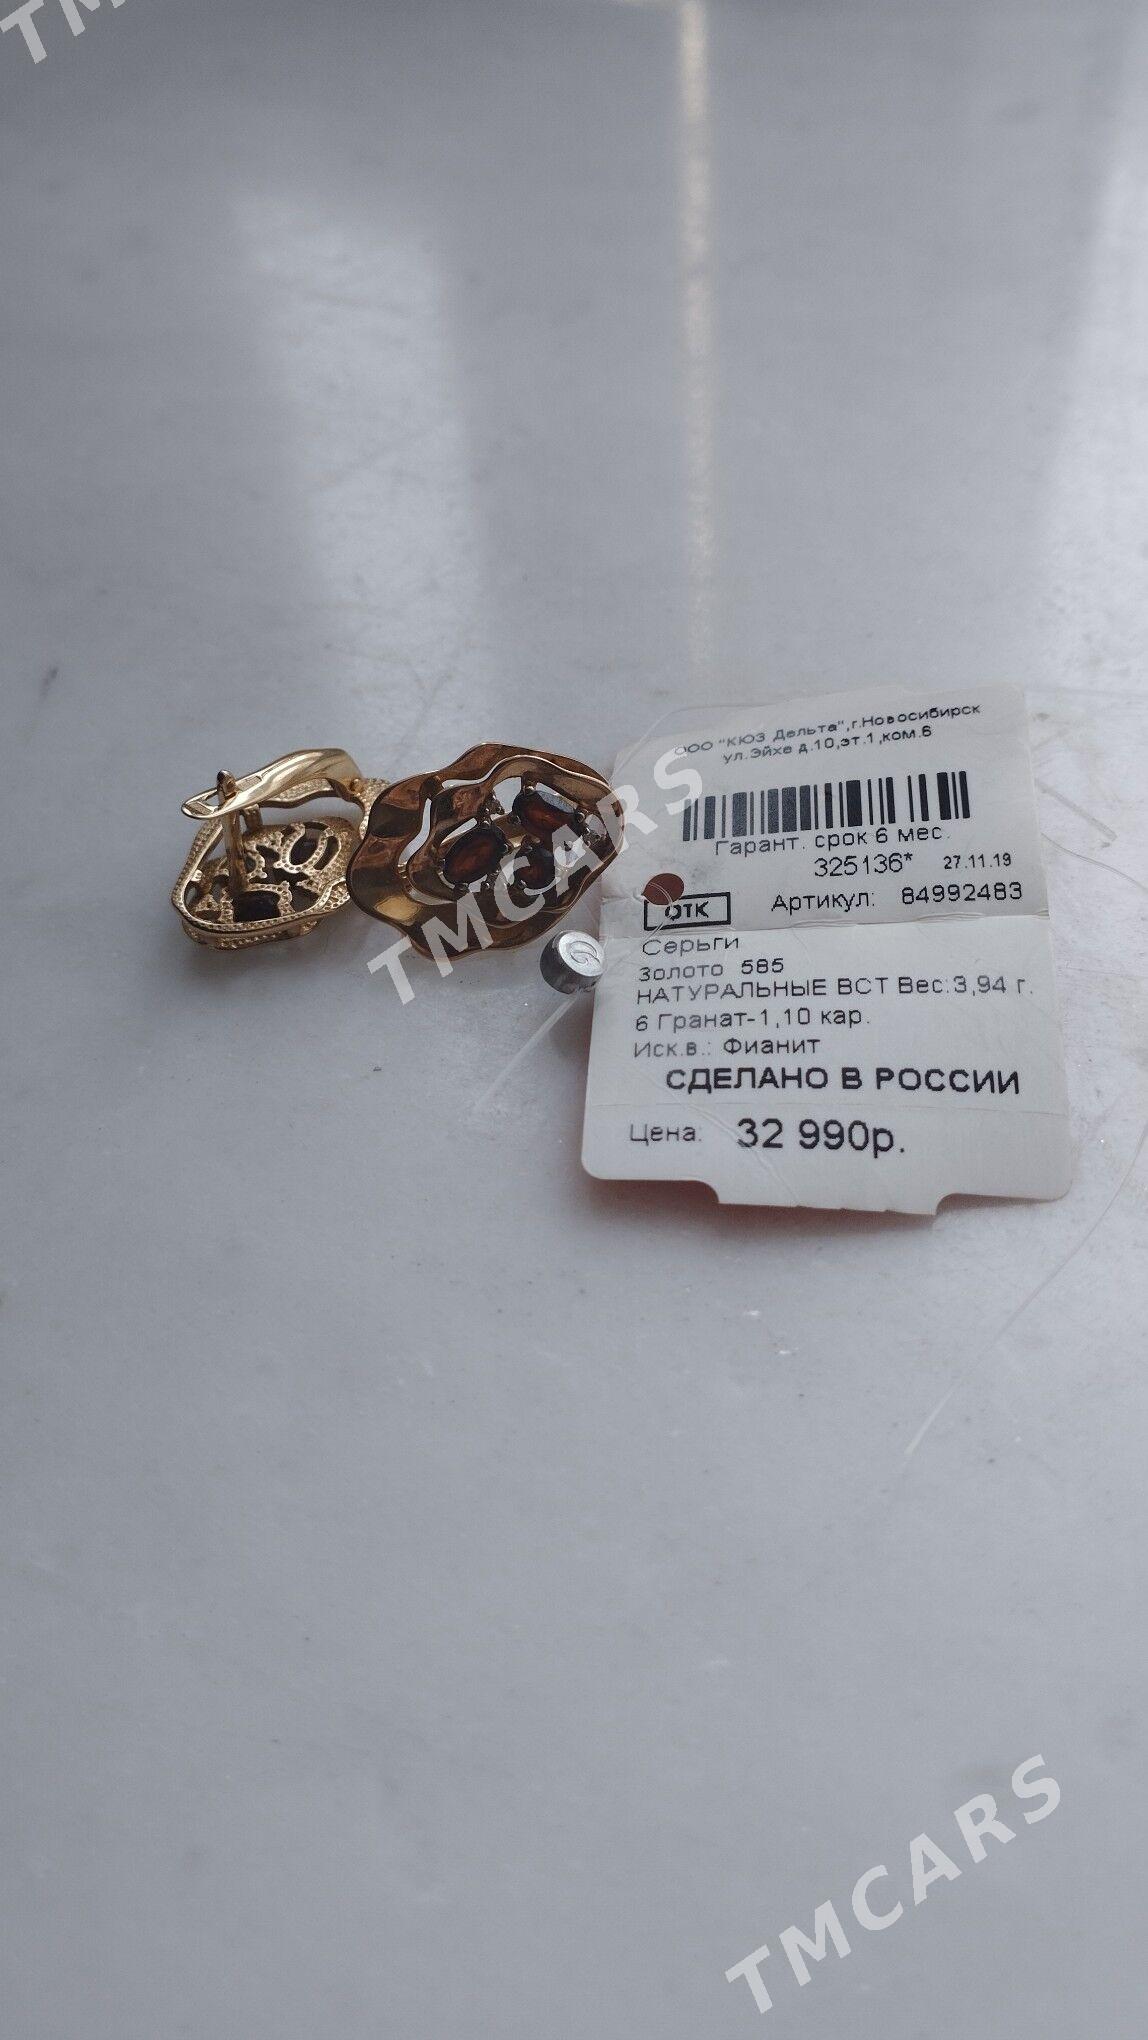 ООО "КЮЗ Дельта",г.Новосибирск
ул.Эйхе д.10,эт.1,ком.6
Гарант. срок 6 мес.
325136* 27.11.19
ОТК Артикул: 84992483
Серьги
Золото 585
НАТУРАЛЬНЫЕ ВСТ Вес:3,94 г.
6 Гранат-1,10 кар.
Иск.в.: Фианит
СДЕЛАНО В РОССИИ
Цена: 32 990р.
G
TMCARS
TMCARS